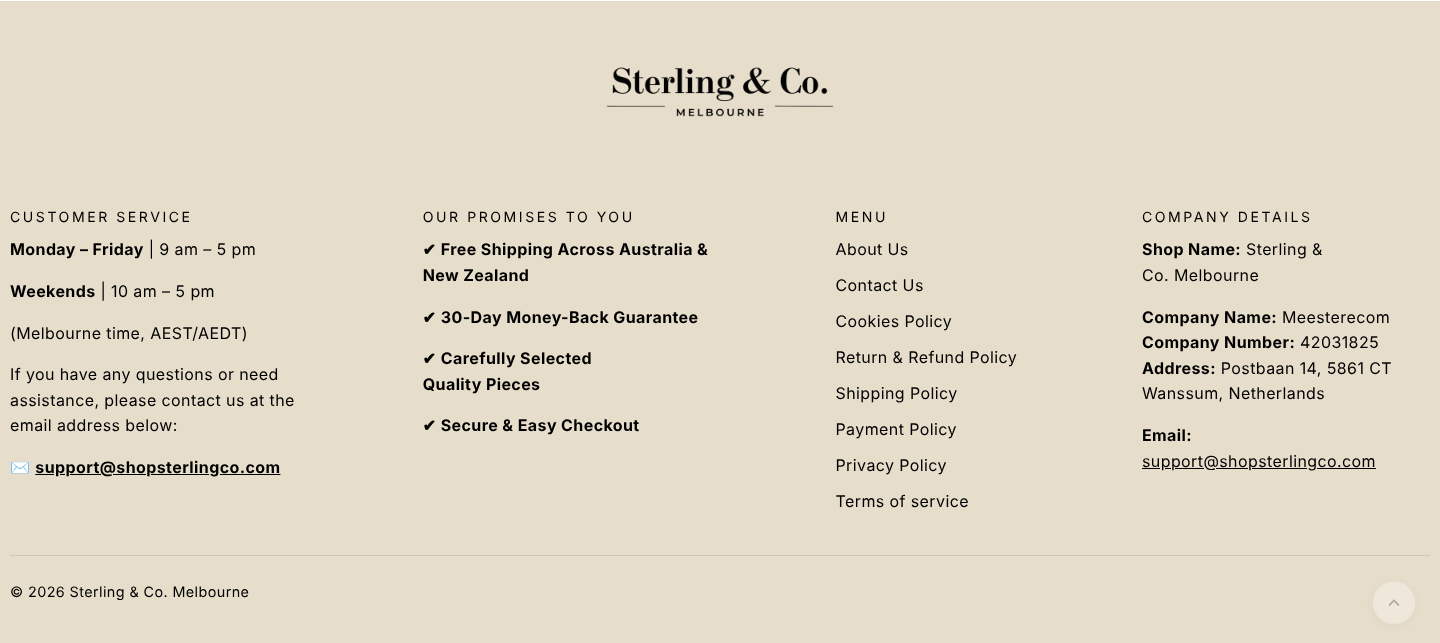 Sterling & Co.
MELBOURNE
CUSTOMER SERVICE
Monday – Friday | 9 am – 5 pm
Weekends | 10 am – 5 pm
(Melbourne time, AEST/AEDT)
If you have any questions or need
assistance, please contact us at the
email address below:
✉️ support@shopsterlingco.com
OUR PROMISES TO YOU
✔ Free Shipping Across Australia &
New Zealand
✔ 30-Day Money-Back Guarantee
✔ Carefully Selected
Quality Pieces
✔ Secure & Easy Checkout
MENU
About Us
Contact Us
Cookies Policy
Return & Refund Policy
Shipping Policy
Payment Policy
Privacy Policy
Terms of service
COMPANY DETAILS
Shop Name: Sterling &
Co. Melbourne
Company Name: Meesterecom
Company Number: 42031825
Address: Postbaan 14, 5861 CT
Wanssum, Netherlands
Email:
support@shopsterlingco.com
© 2026 Sterling & Co. Melbourne